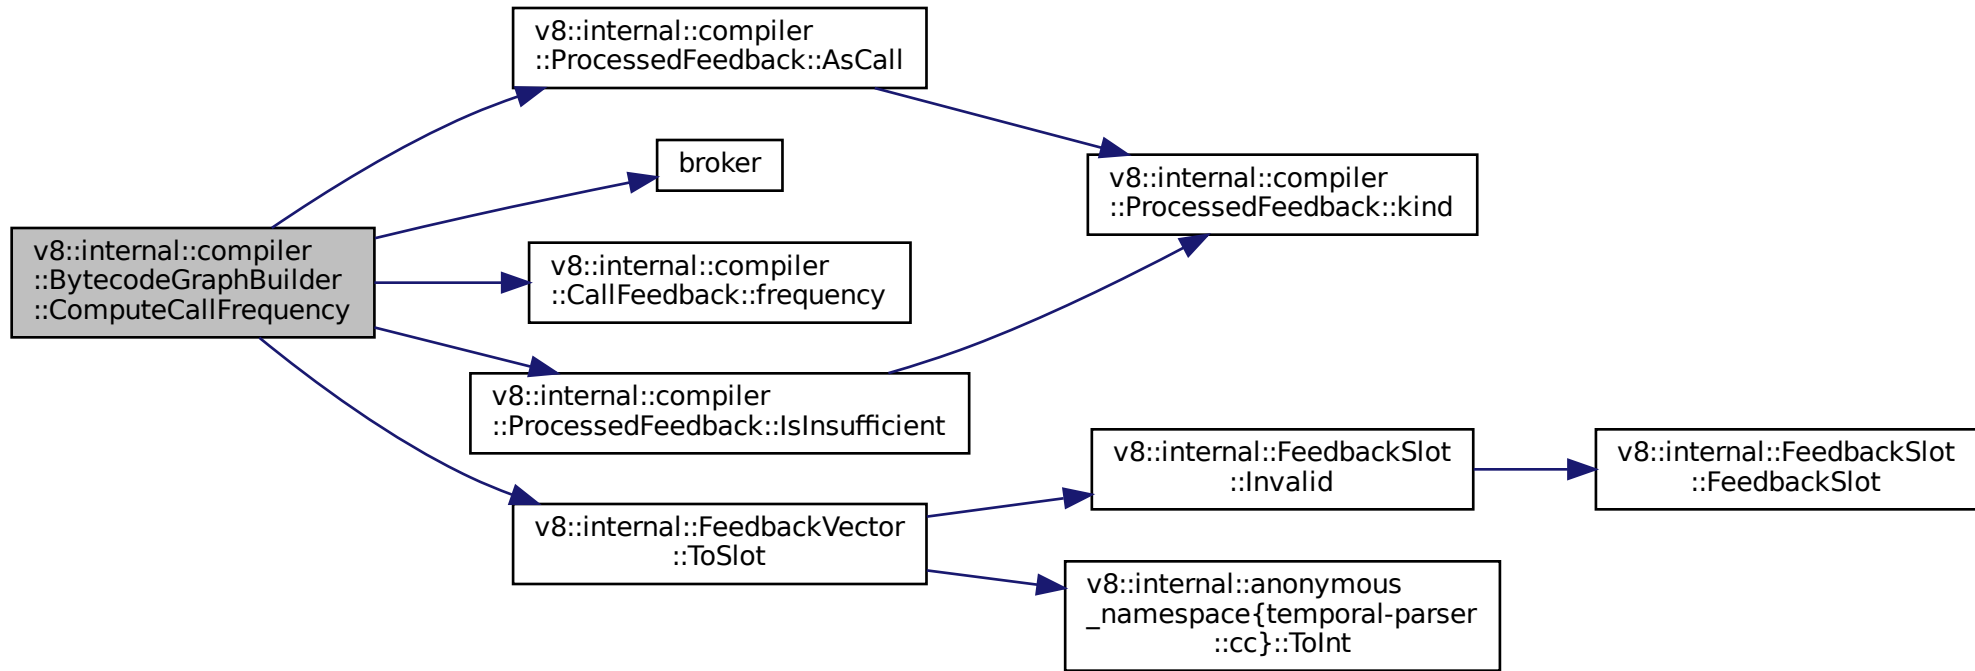 v8::internal::compiler
::BytecodeGraphBuilder
::ComputeCallFrequency
v8::internal::compiler
::ProcessedFeedback::AsCall
broker
v8::internal::compiler
::CallFeedback::frequency
v8::internal::compiler
::ProcessedFeedback::IsInsufficient
v8::internal::FeedbackVector
::ToSlot
v8::internal::compiler
::ProcessedFeedback::kind
v8::internal::FeedbackSlot
::Invalid
v8::internal::anonymous
_namespace{temporal-parser
::cc}::ToInt
v8::internal::FeedbackSlot
::FeedbackSlot